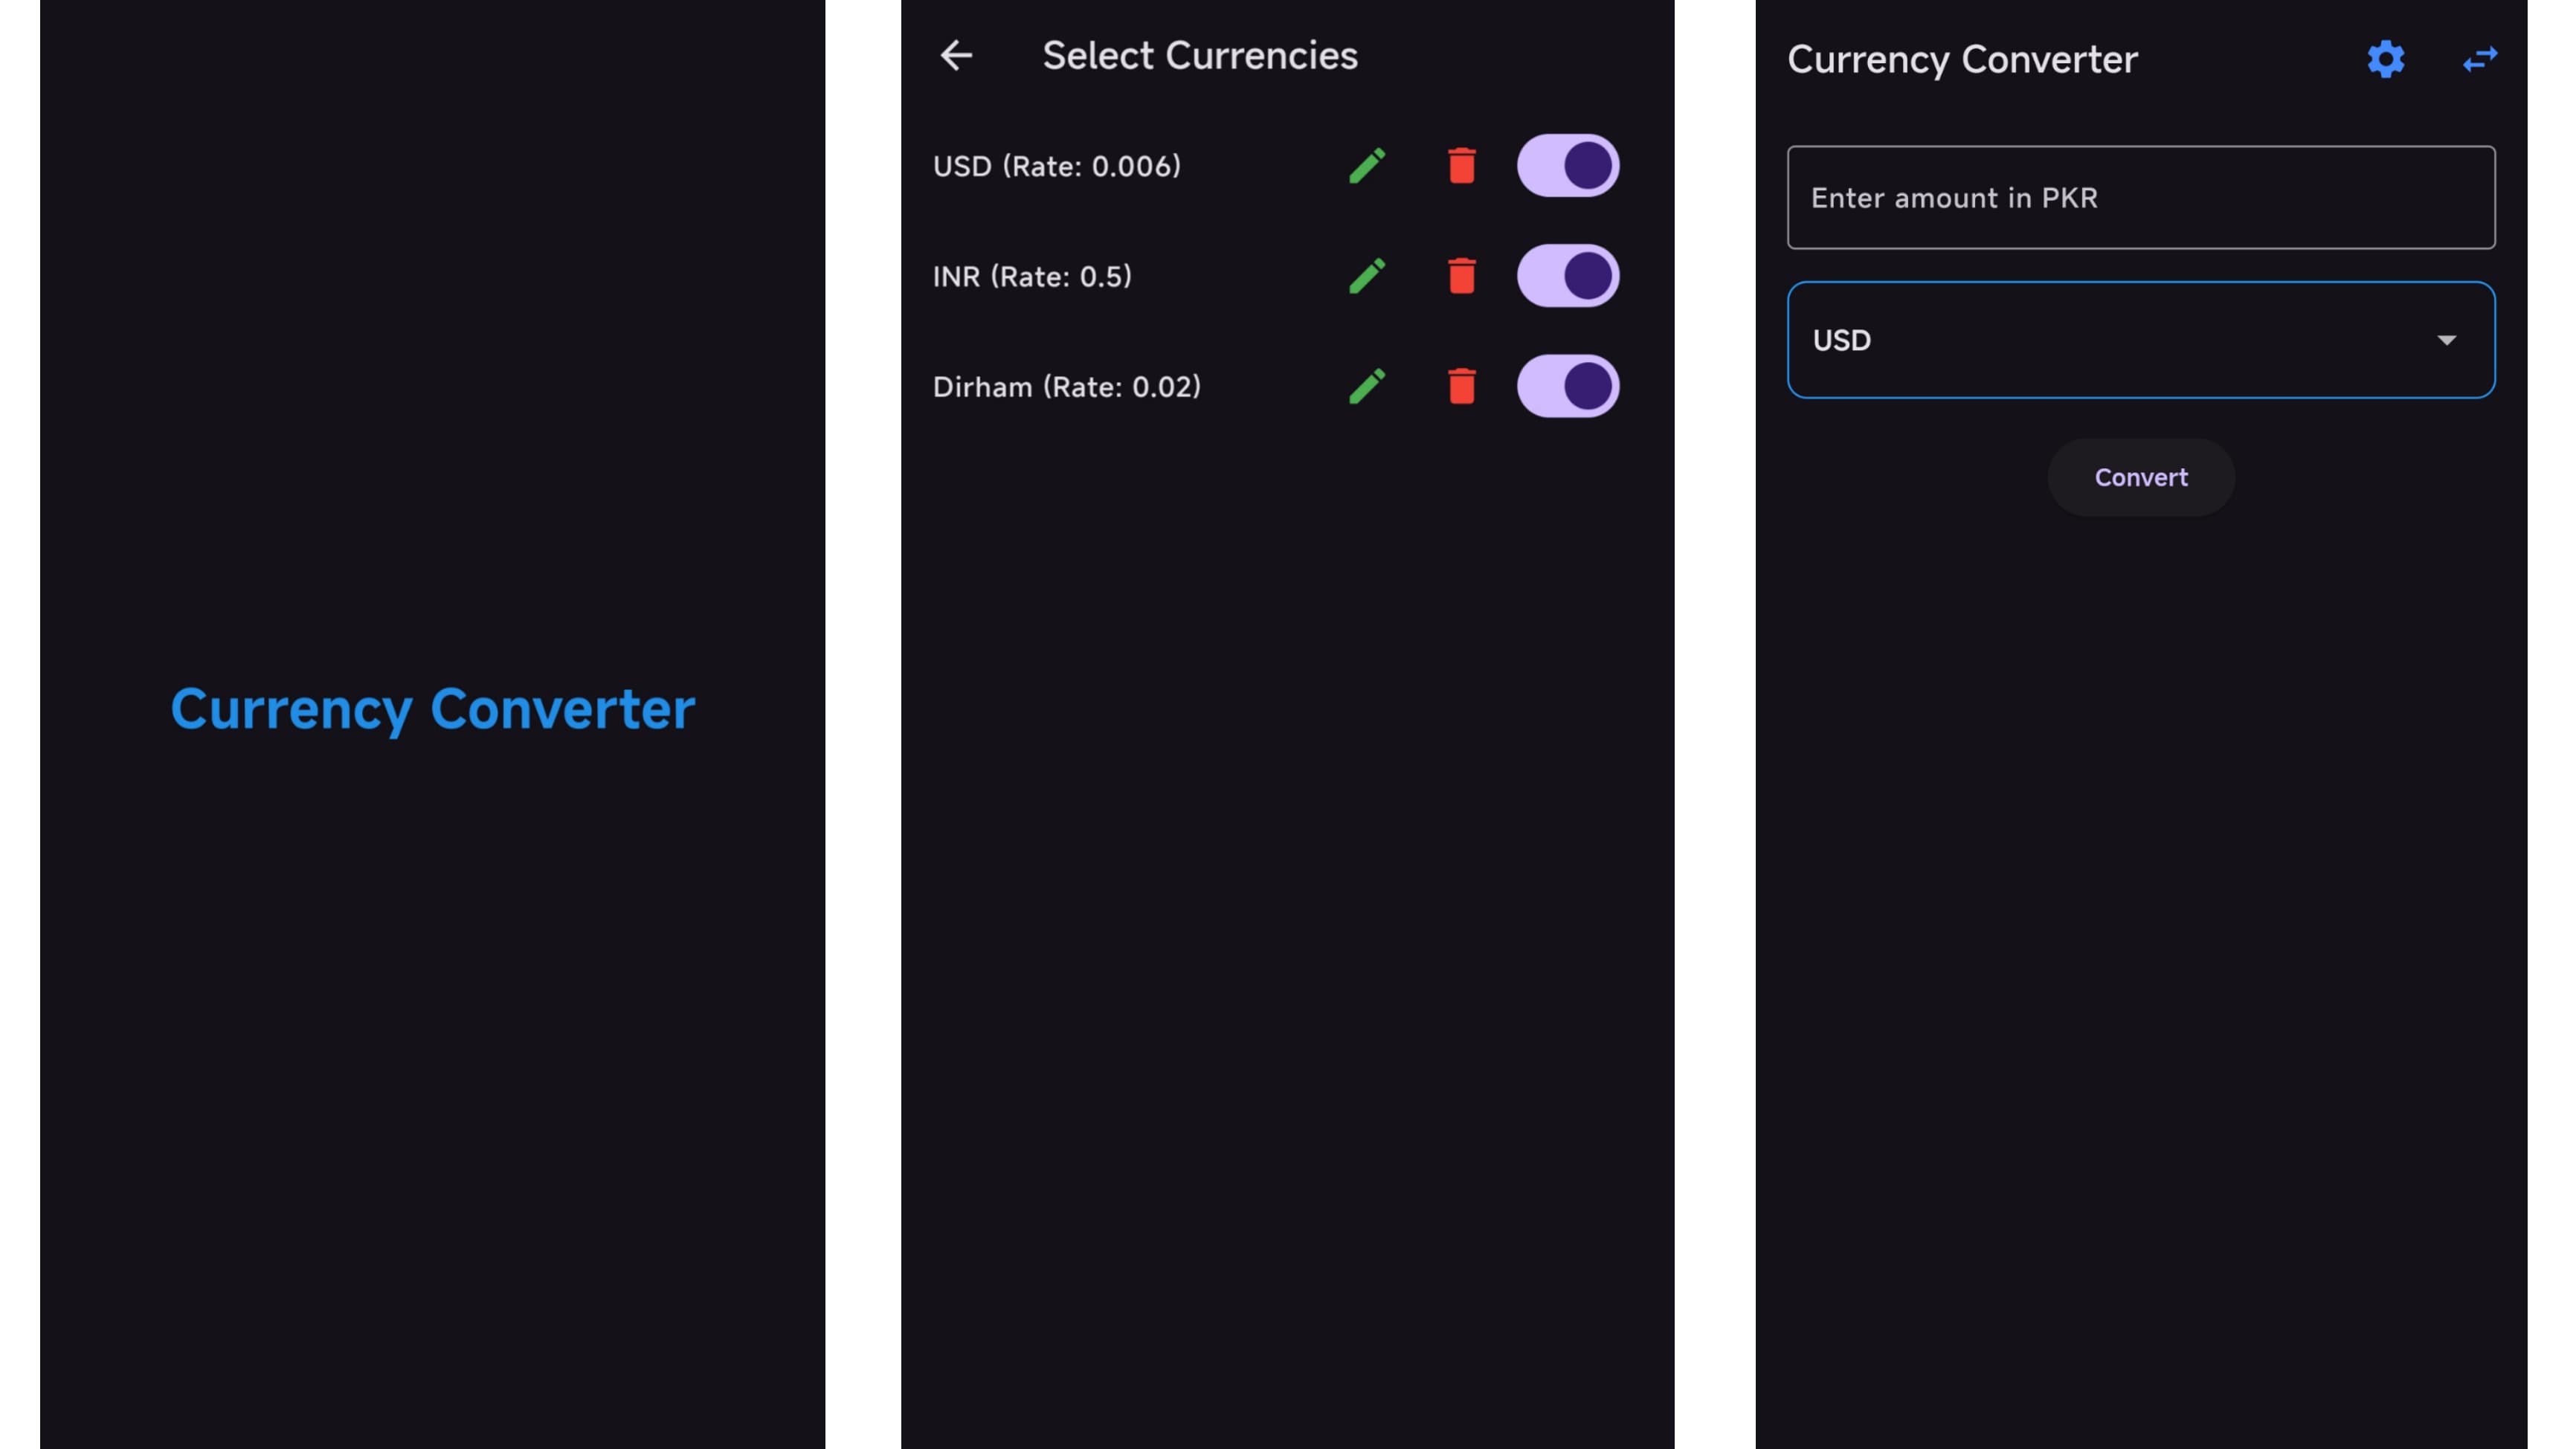 Currency Converter
Select Currencies
USD (Rate: 0.006)
INR (Rate: 0.5)
Dirham (Rate: 0.02)
Currency Converter
Enter amount in PKR
USD
Convert